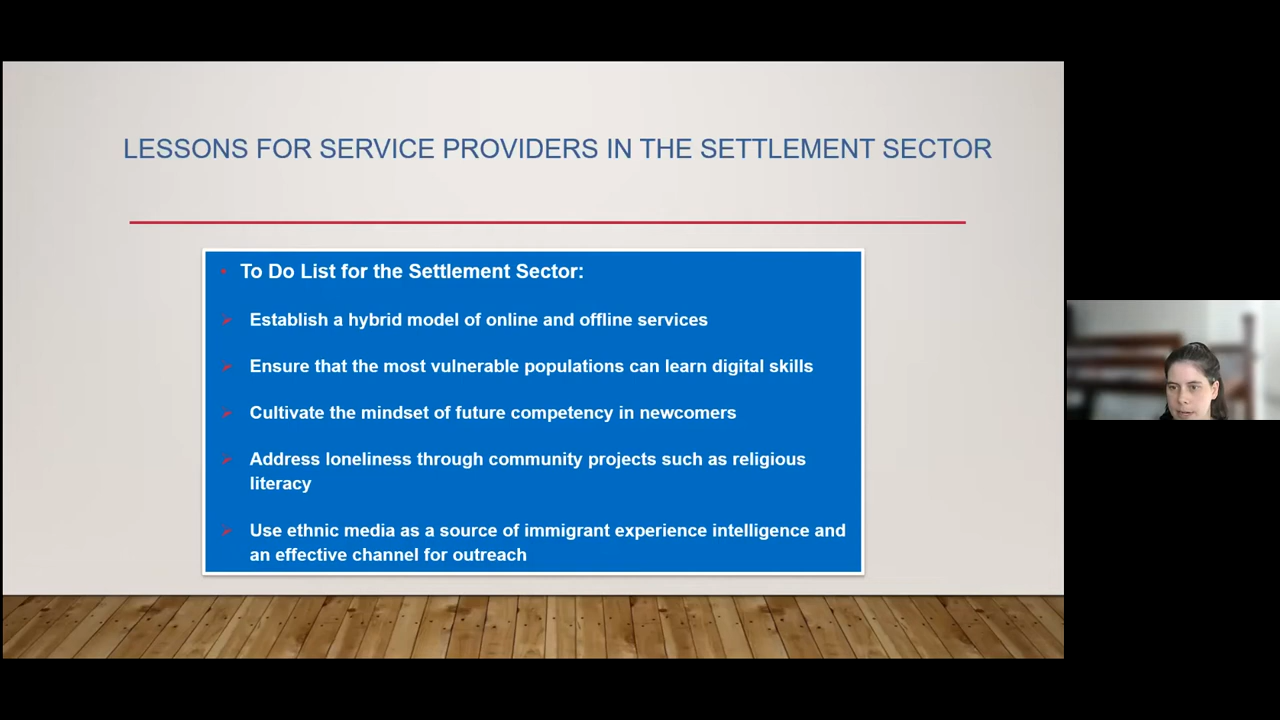 LESSONS FOR SERVICE PROVIDERS IN THE SETTLEMENT SECTOR
To Do List for the Settlement Sector:
Establish a hybrid model of online and offline services
Ensure that the most vulnerable populations can learn digital skills
Cultivate the mindset of future competency in newcomers
Address loneliness through community projects such as religious
literacy
Use ethnic media as a source of immigrant experience intelligence and
an effective channel for outreach